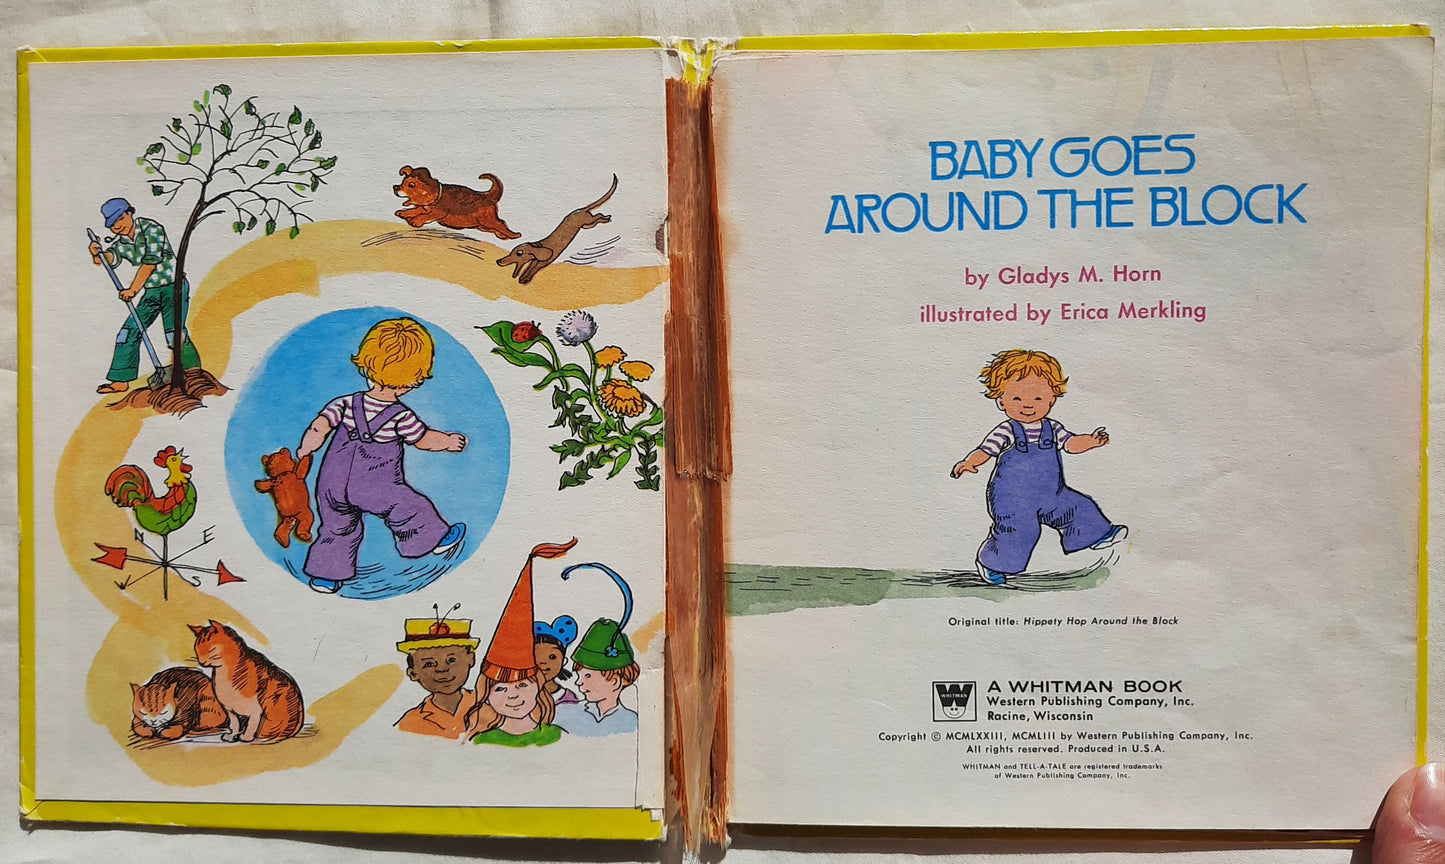 N
E
S
BABY GOES
AROUND THE BLOCK
by Gladys M. Horn
illustrated by Erica Merkling
Original title: Hippety Hop Around the Block
WHITMAN
A WHITMAN BOOK
Western Publishing Company, Inc.
Racine, Wisconsin
Copyright © MCMLXXIII, MCMLIII by Western Publishing Company, Inc.
All rights reserved. Produced in U.S.A.
WHITMAN and TELL-A-TALE are registered trademarks
of Western Publishing Company, Inc.